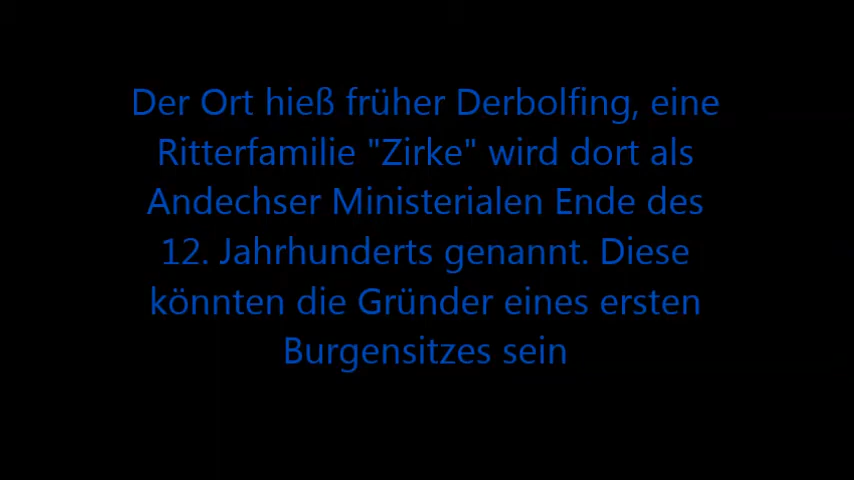 Der Ort hieß früher Derbolfing, eine
Ritterfamilie "Zirke" wird dort als
Andechser Ministerialen Ende des
12. Jahrhunderts genannt. Diese
könnten die Gründer eines ersten
Burgensitzes sein